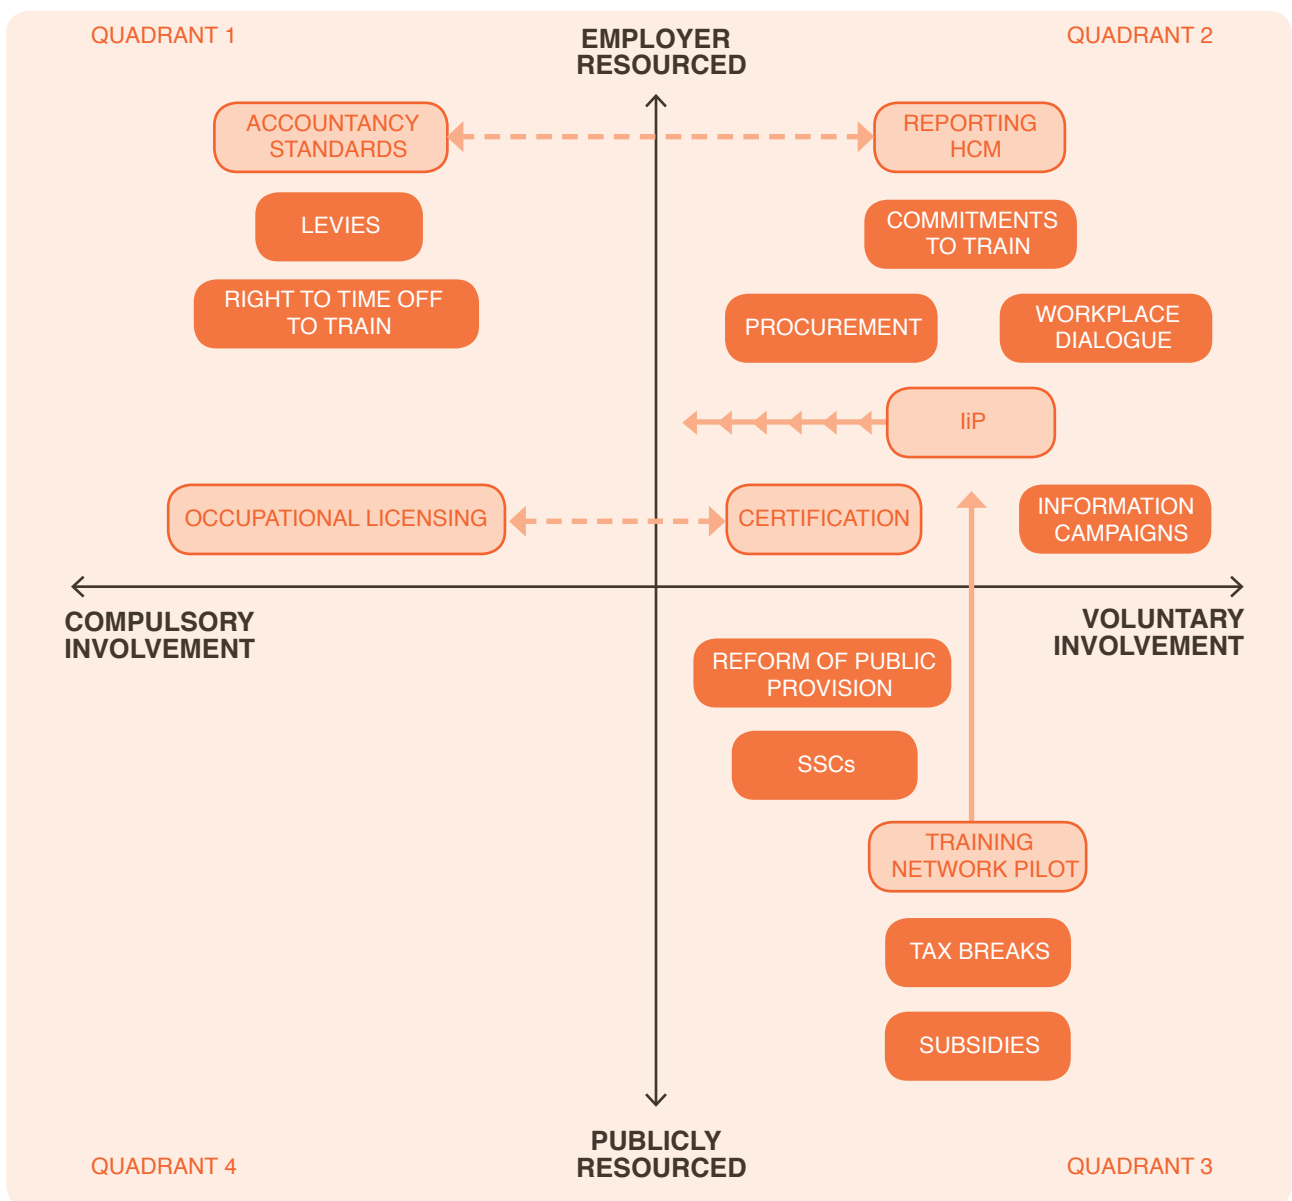 QUADRANT 1
EMPLOYER
RESOURCED
QUADRANT 2
ACCOUNTANCY
STANDARDS
REPORTING
HCM
LEVIES
COMMITMENTS
TO TRAIN
RIGHT TO TIME OFF
TO TRAIN
PROCUREMENT
WORKPLACE
DIALOGUE
IiP
OCCUPATIONAL LICENSING
CERTIFICATION
INFORMATION
CAMPAIGNS
COMPULSORY
INVOLVEMENT
VOLUNTARY
INVOLVEMENT
REFORM OF PUBLIC
PROVISION
SSCs
TRAINING
NETWORK PILOT
TAX BREAKS
SUBSIDIES
QUADRANT 4
PUBLICLY
RESOURCED
QUADRANT 3